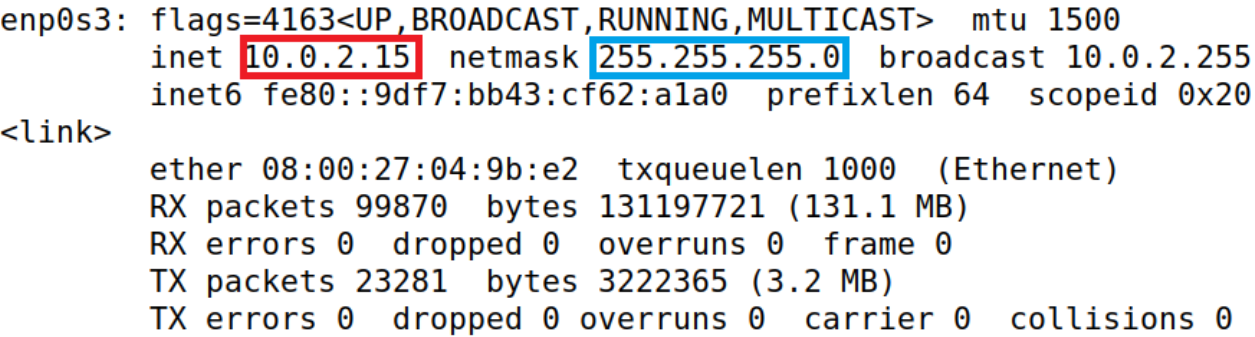 enp0s3: flags=4163<UP,BROADCAST,RUNNING,MULTICAST>  mtu 1500
        inet 10.0.2.15  netmask 255.255.255.0  broadcast 10.0.2.255
        inet6 fe80::9df7:bb43:cf62:a1a0  prefixlen 64  scopeid 0x20
<link>
        ether 08:00:27:04:9b:e2  txqueuelen 1000  (Ethernet)
        RX packets 99870  bytes 131197721 (131.1 MB)
        RX errors 0  dropped 0  overruns 0  frame 0
        TX packets 23281  bytes 3222365 (3.2 MB)
        TX errors 0  dropped 0 overruns 0  carrier 0  collisions 0